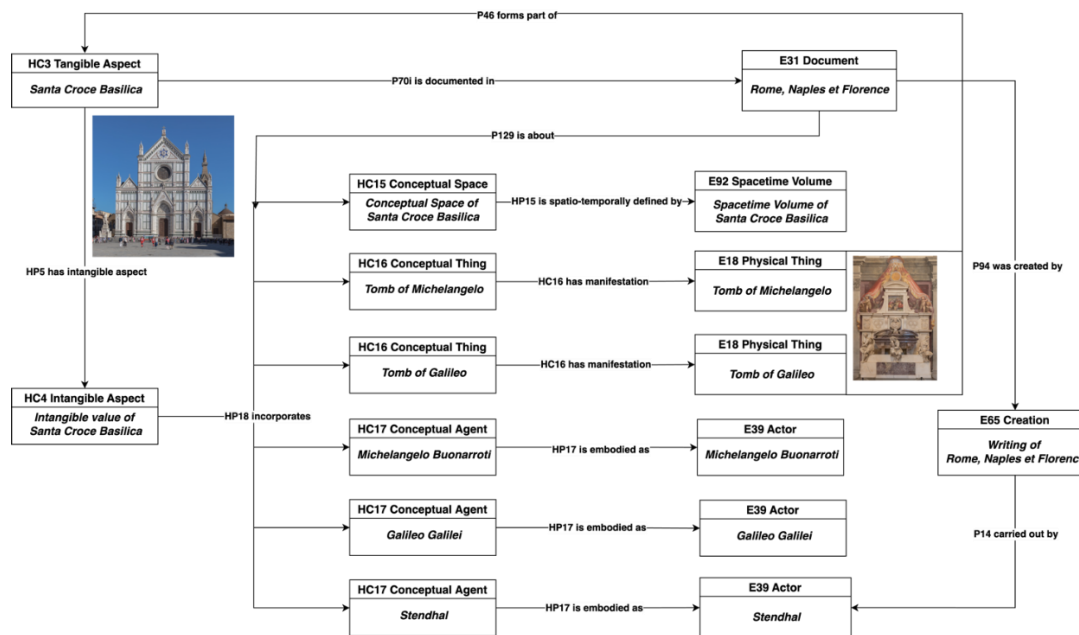 P46 forms part of
HC3 Tangible Aspect
Santa Croce Basilica
P70i is documented in
E31 Document
Rome, Naples et Florence
P129 is about
HC15 Conceptual Space
Conceptual Space of
Santa Croce Basilica
HP15 is spatio-temporally defined by
E92 Spacetime Volume
Spacetime Volume of
Santa Croce Basilica
HP5 has intangible aspect
HC16 Conceptual Thing
Tomb of Michelangelo
HC16 has manifestation
E18 Physical Thing
Tomb of Michelangelo
P94 was created by
HC16 Conceptual Thing
Tomb of Galileo
HC16 has manifestation
E18 Physical Thing
Tomb of Galileo
HC4 Intangible Aspect
Intangible value of
Santa Croce Basilica
HP18 incorporates
HC17 Conceptual Agent
Michelangelo Buonarroti
HP17 is embodied as
E39 Actor
Michelangelo Buonarroti
E65 Creation
Writing of
Rome, Naples et Florence
HC17 Conceptual Agent
Galileo Galilei
HP17 is embodied as
E39 Actor
Galileo Galilei
P14 carried out by
HC17 Conceptual Agent
Stendhal
HP17 is embodied as
E39 Actor
Stendhal